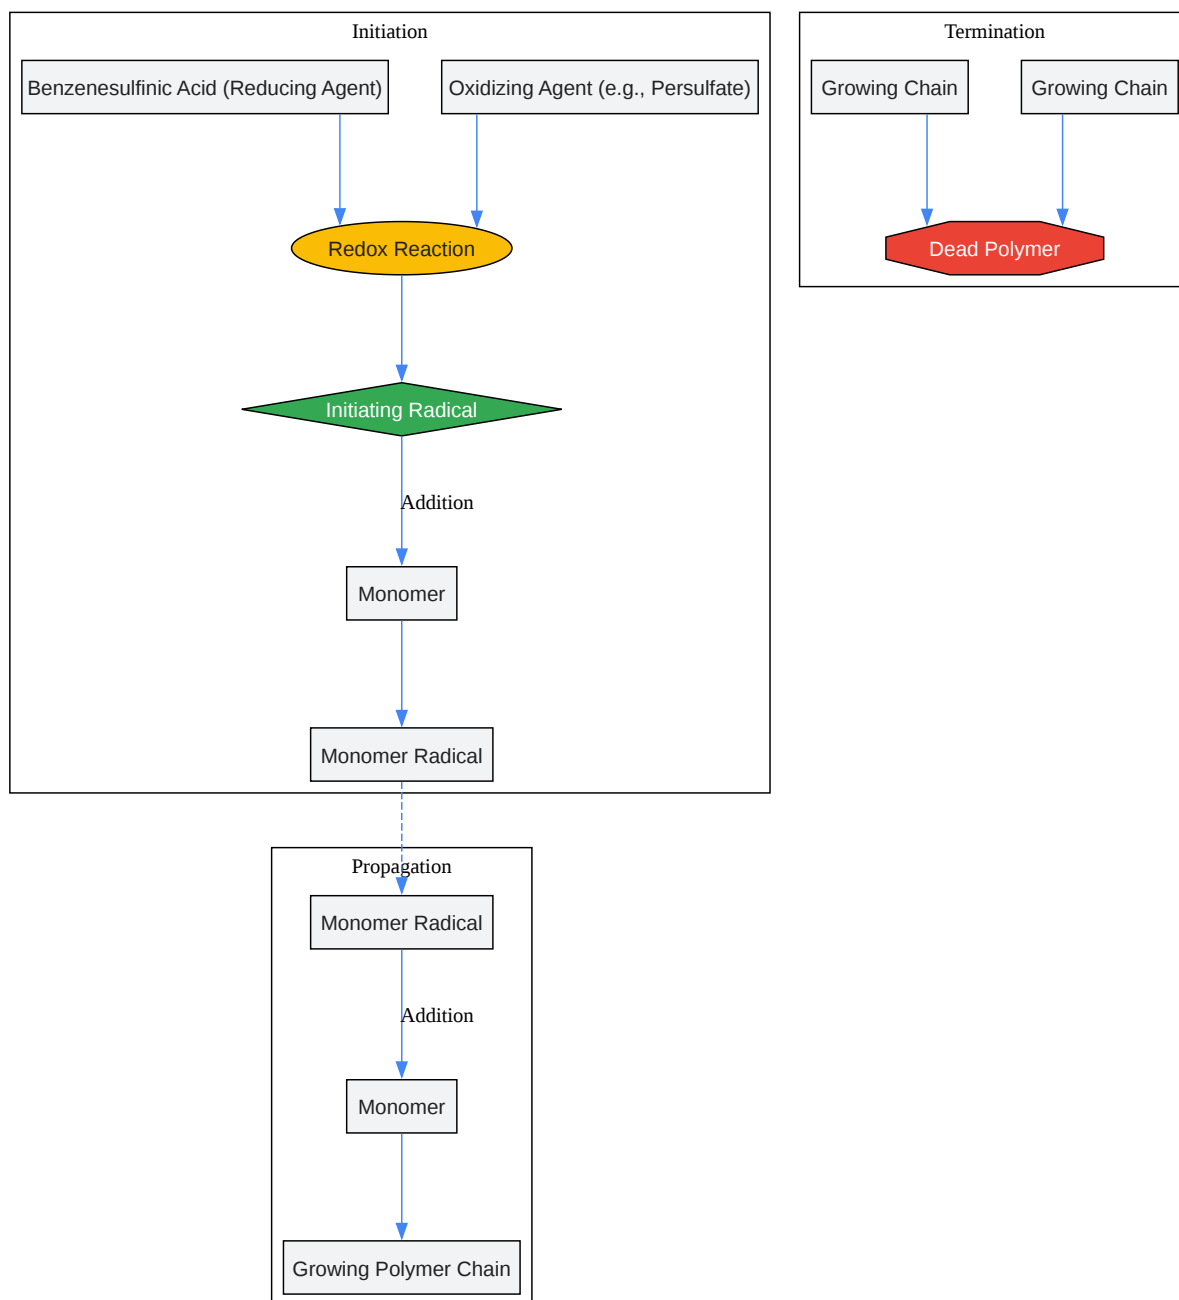 Initiation
Benzenesulfinic Acid (Reducing Agent)
Oxidizing Agent (e.g., Persulfate)
Redox Reaction
Initiating Radical
Addition
Monomer
Monomer Radical
Propagation
Monomer Radical
Addition
Monomer
Growing Polymer Chain
Termination
Growing Chain
Growing Chain
Dead Polymer